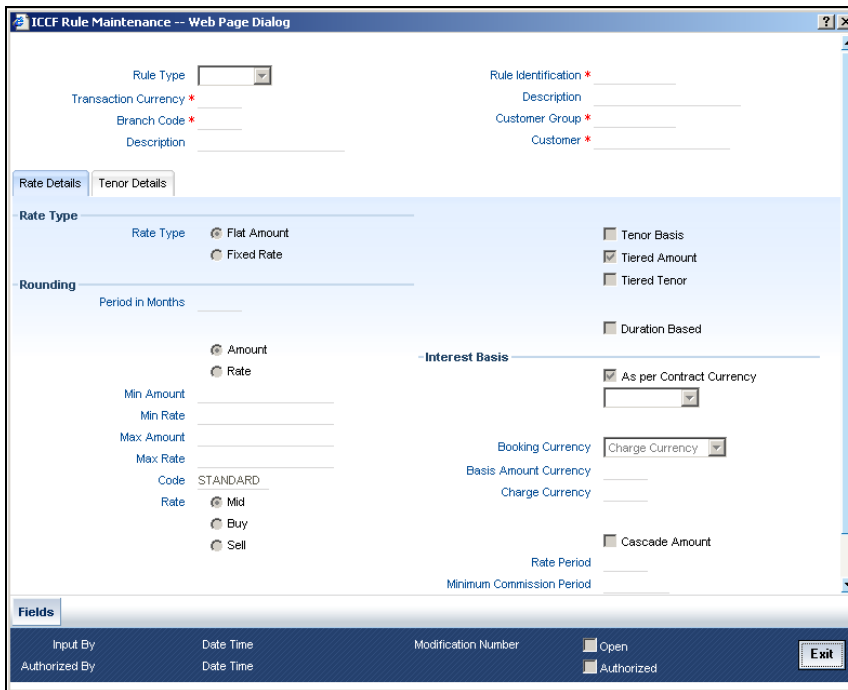 ICCF Rule Maintenance -- Web Page Dialog
Rule Type
Rule Identification *
Transaction Currency *
Description
Branch Code *
Customer Group *
Description
Customer *
Rate Details Tenor Details
Rate Type
Rate Type Flat Amount
Tenor Basis
Fixed Rate
Tiered Amount
Rounding
Tiered Tenor
Period in Months
Duration Based
Amount
Interest Basis
Rate
As per Contract Currency
Min Amount
Min Rate
Max Amount
Booking Currency Charge Currency
Max Rate
Basis Amount Currency
Code STANDARD
Charge Currency
Rate Mid
Buy
Sell
Cascade Amount
Rate Period
Minimum Commission Period
Fields
Input By Date Time Modification Number Open
Exit
Authorized By Date Time Authorized